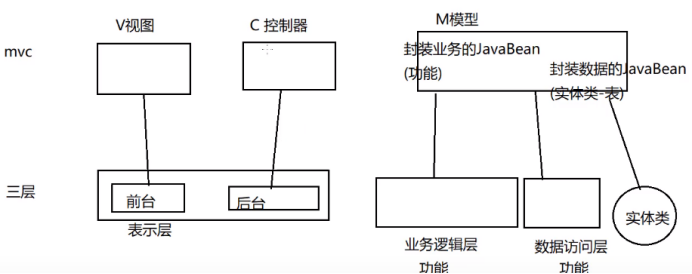 M模型
V视图
C 控制器
mvc
封装业务的JavaBean
(功能)
封装数据的JavaBean
(实体类-表)
三层
前台
后台
表示层
实体类
业务逻辑层
功能
数据访问层
功能